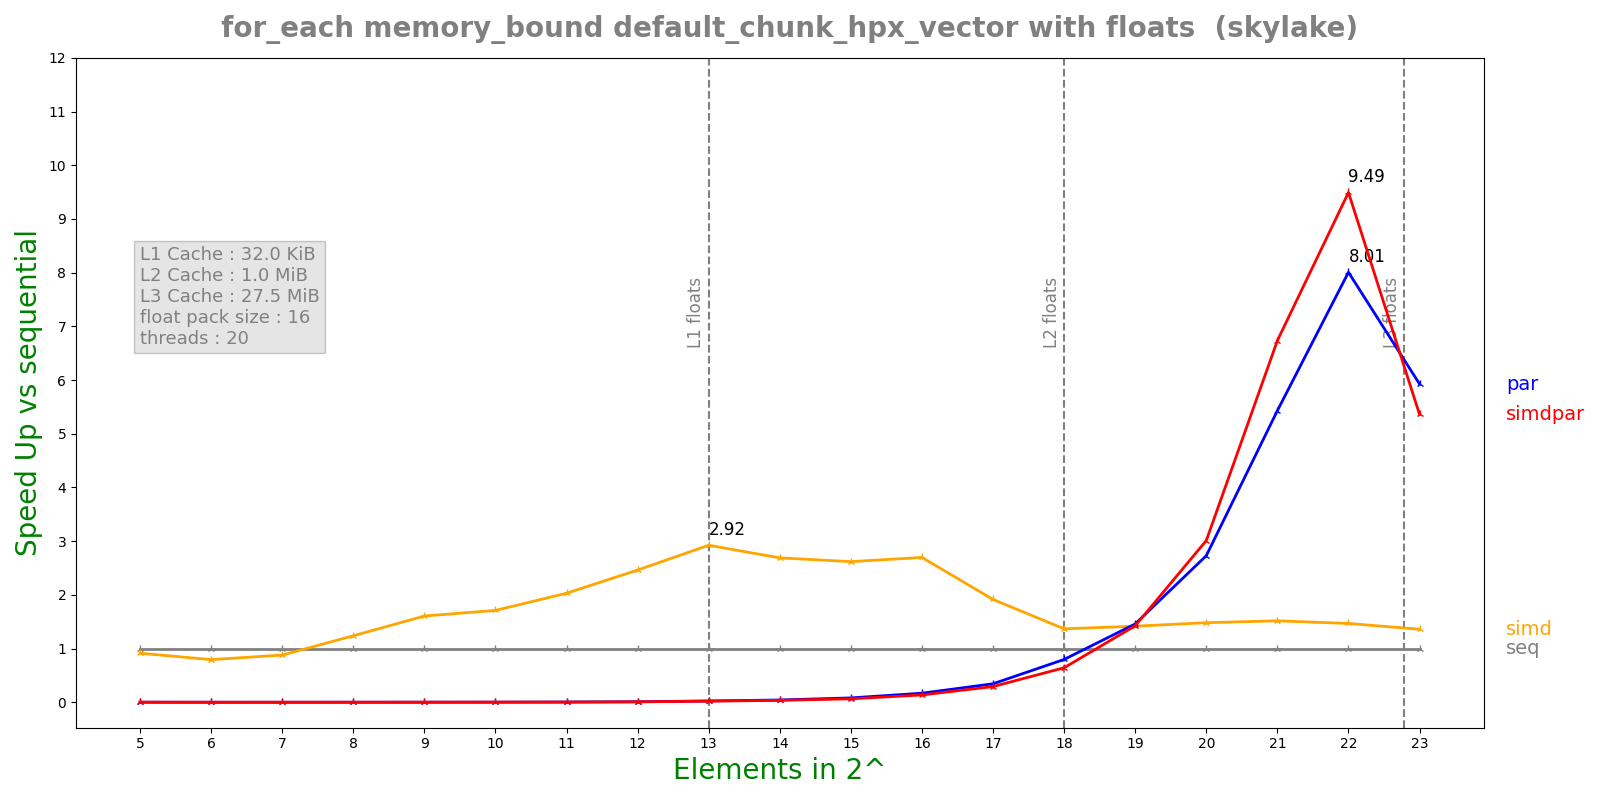 for_each memory_bound default_chunk_hpx_vector with floats (skylake)
Speed Up vs sequential
12
11
10
9
8
7
6
5
4
3
2
1
0
L1 Cache : 32.0 KiB
L2 Cache : 1.0 MiB
L3 Cache : 27.5 MiB
float pack size : 16
threads : 20
L1 floats
L2 floats
L3 floats
2.92
9.49
8.01
par
simdpar
simd
seq
5 6 7 8 9 10 11 12 13 14 15 16 17 18 19 20 21 22 23
Elements in 2^